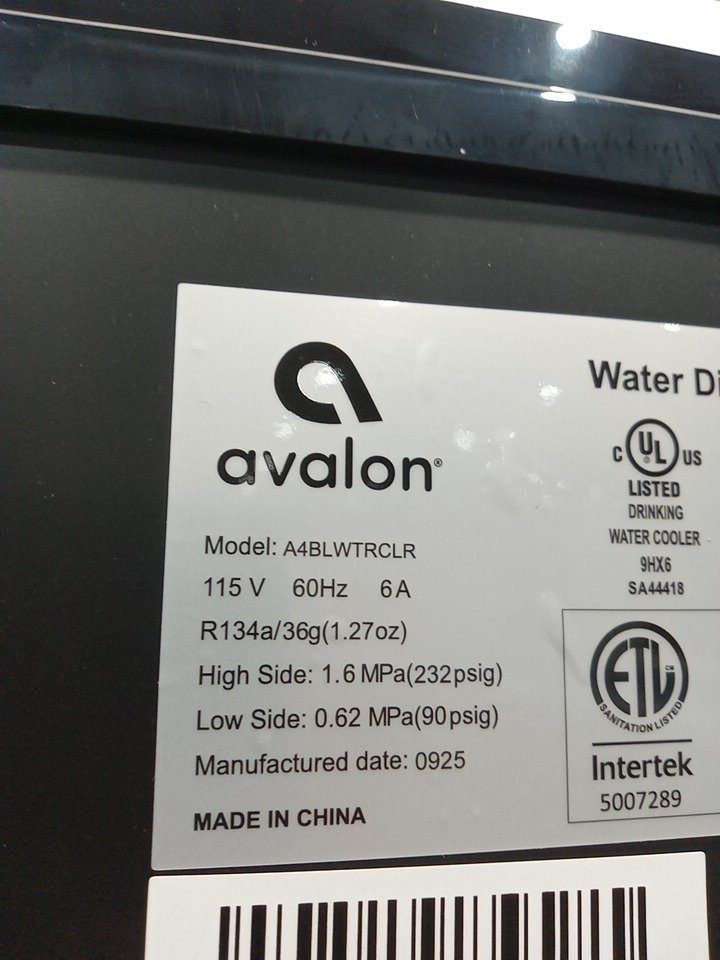 avalon®
Model: A4BLWTRCLR
115 V 60Hz 6A
R134a/36g(1.27oz)
High Side: 1.6 MPa(232psig)
Low Side: 0.62 MPa(90psig)
Manufactured date: 0925
MADE IN CHINA
Water Di
C UL® US
LISTED
DRINKING
WATER COOLER
9HX6
SA44418
ETL
SANITATION LISTED
Intertek
5007289